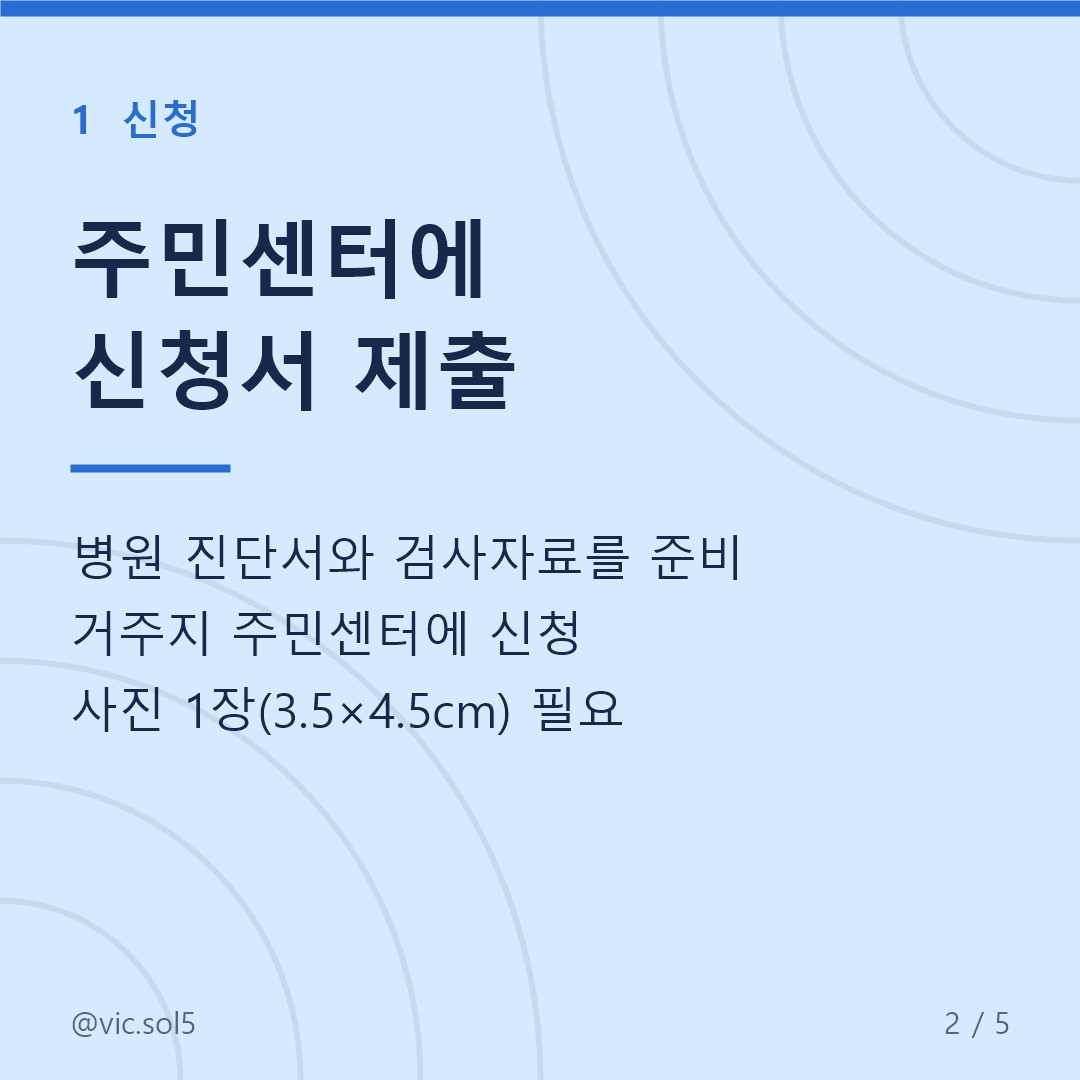 1 신청
주민센터에
신청서 제출
병원 진단서와 검사자료를 준비
거주지 주민센터에 신청
사진 1장(3.5×4.5cm) 필요
@vic.sol5
2 / 5